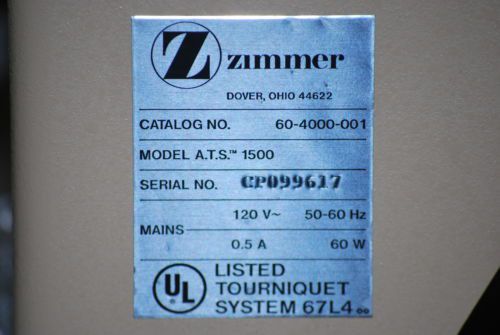 Z zimmer
DOVER, OHIO 44622
CATALOG NO. 60-4000-001
MODEL A.T.S.™ 1500
SERIAL NO. CP099617
120 V~ 50-60 Hz
MAINS
0.5 A 60 W
UL LISTED
TOURNIQUET
SYSTEM 67L4